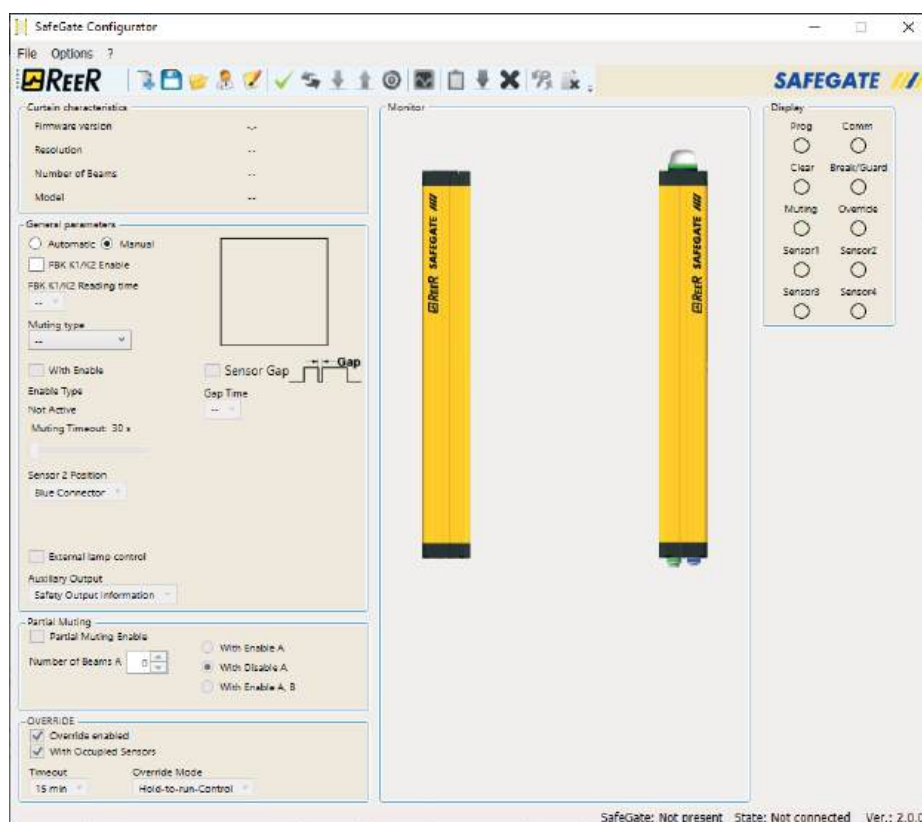 SafeGate Configurator
File Options ?
REER
SAFEGATE
Curtain characteristics
Firmware version -.-
Resolution --
Number of Beams --
Model --
General parameters
Automatic Manual
FBK K1/K2 Enable
FBK K1/K2 Reading time
--
Muting type
--
With Enable
Sensor Gap
Gap
Enable Type
Gap Time
Not Active
--
Muting Timeout: 30 s
Sensor 2 Position
Blue Connector
External lamp control
Auxiliary Output
Safety Output Information
Partial Muting
Partial Muting Enable
Number of Beams A 0
With Enable A
With Disable A
With Enable A, B
OVERRIDE
Override enabled
With Occupied Sensors
Timeout Override Mode
15 min Hold-to-run-Control
Monitor
REER SAFEGATE
REER SAFEGATE
Display
Prog Comm
Clear Break/Guard
Muting Override
Sensor1 Sensor2
Sensor3 Sensor4
SafeGate: Not present State: Not connected Ver.: 2.0.0